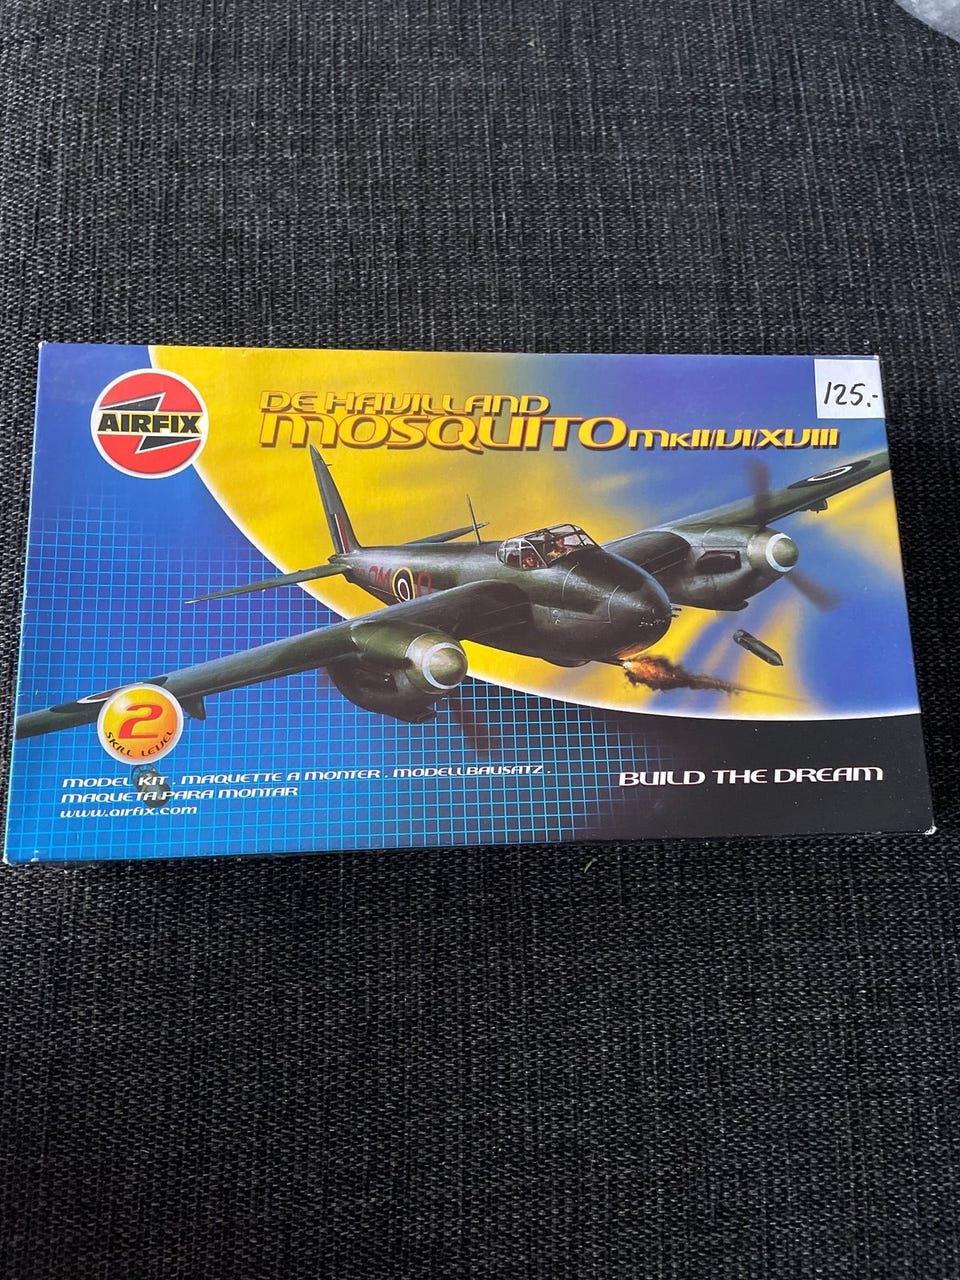 AIRFIX
DE HAVILLAND
MOSQUITO MKII/VI/XVIII
125.-
2
SKILL LEVEL
MODEL KIT . MAQUETTE A MONTER . MODELLBAUSATZ .
MAQUETA PARA MONTAR
www.airfix.com
BUILD THE DREAM